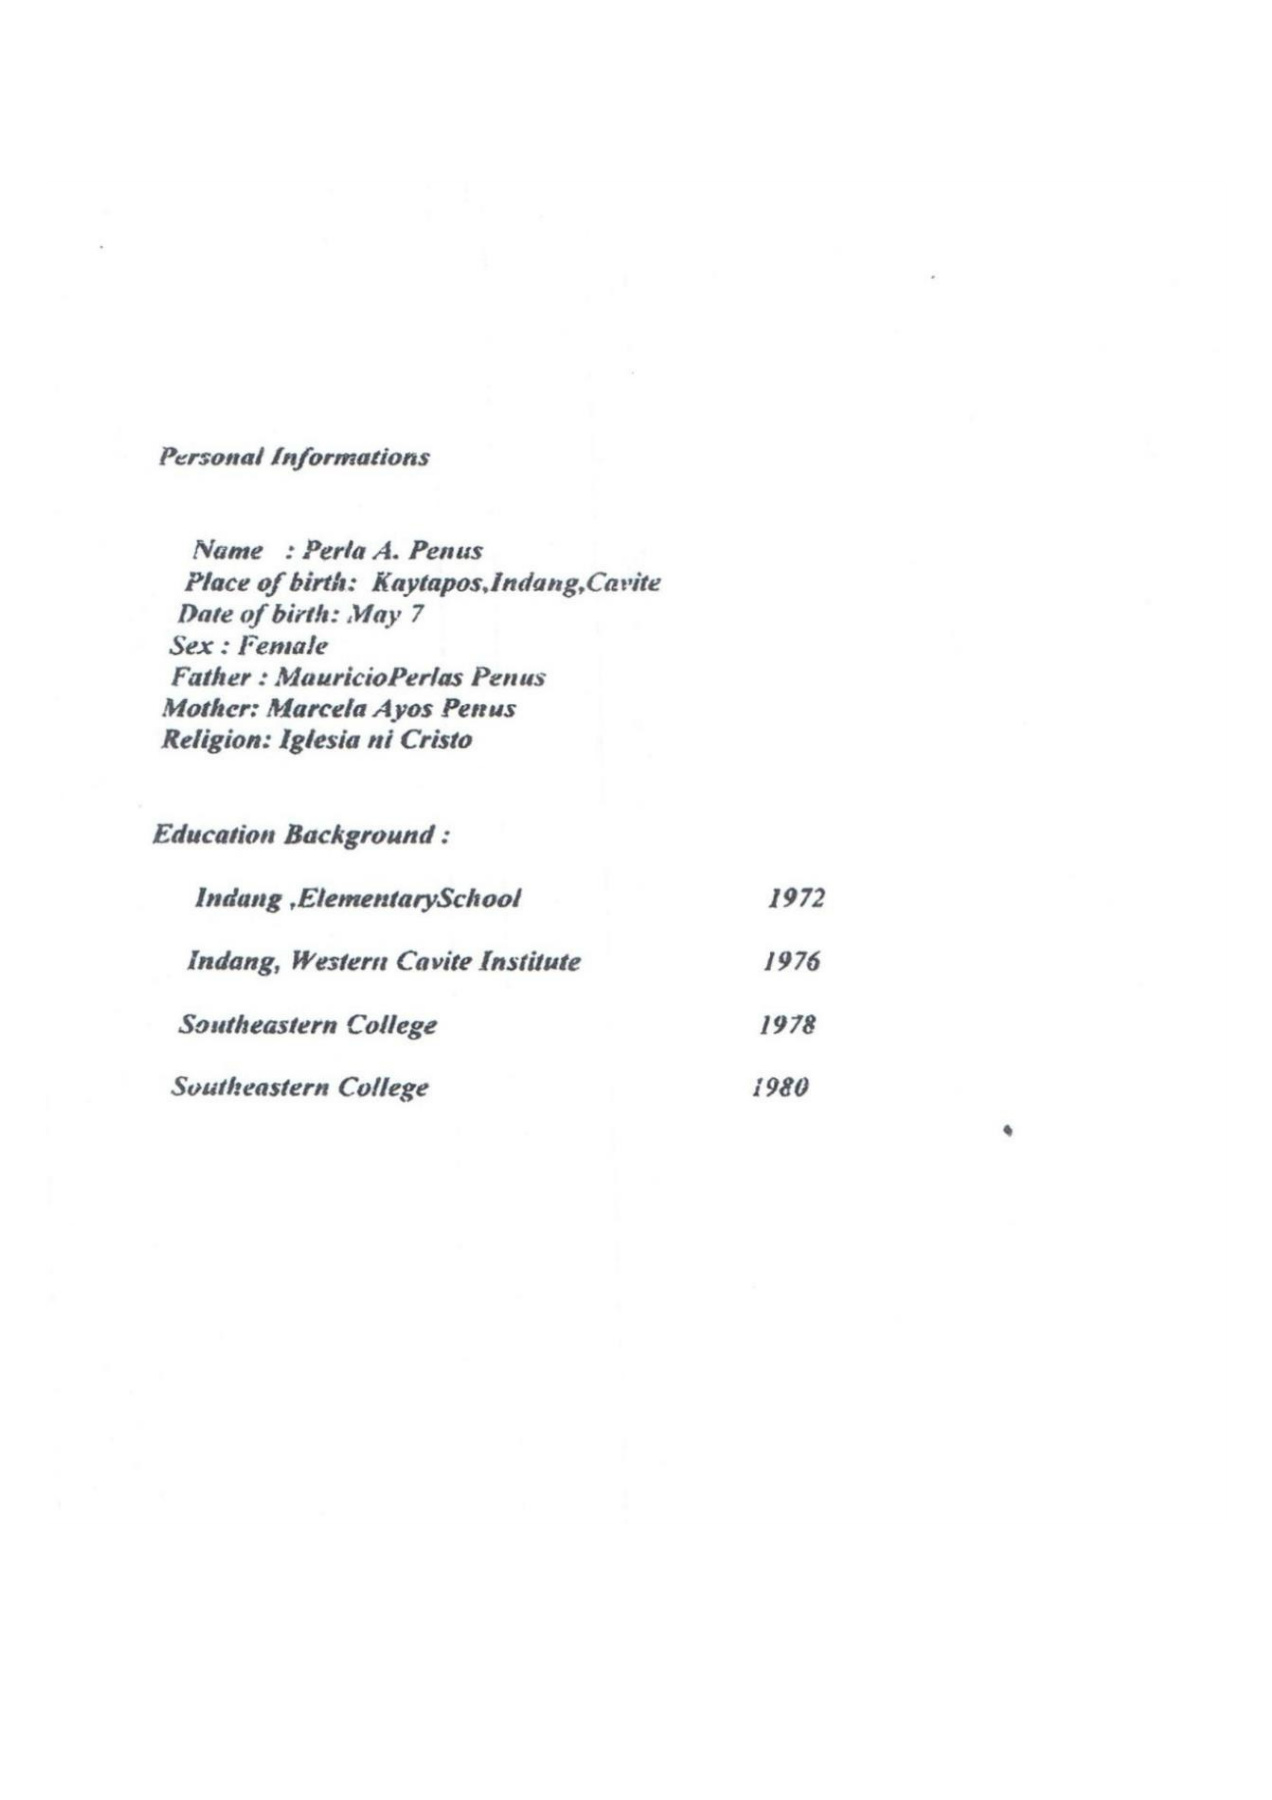 Personal Informations
Name : Perla A. Penus
Place of birth: Kaytapos,Indang,Cavite
Date of birth: May 7
Sex : Female
Father : MauricioPerlas Penus
Mother: Marcela Ayos Penus
Religion: Iglesia ni Cristo
Education Background :
Indang ,ElementarySchool 1972
Indang, Western Cavite Institute 1976
Southeastern College 1978
Southeastern College 1980